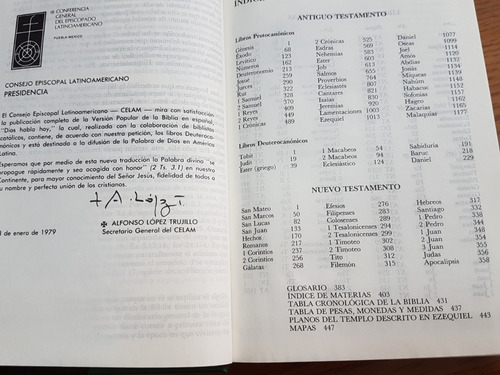 III CONFERENCIA
GENERAL
DEL EPISCOPADO
LATINOAMERICANO
PUEBLA-MEXICO
CONSEJO EPISCOPAL LATINOAMERICANO
PRESIDENCIA
El Consejo Episcopal Latinoamericano — CELAM — mira con satisfacción
la publicación completa de la Versión Popular de la Biblia en español,
"Dios habla hoy", la cual, realizada con la colaboración de biblistas
católicos, contiene, de acuerdo con nuestra petición, los libros Deutero-
canónicos y está destinado a la difusión de la Palabra de Dios en América
Latina.
Esperamos que por medio de esta nueva traducción la Palabra divina "se
propague rápidamente y sea acogida con honor" (2 Ts. 3.1) en nuestro
Continente, para mayor conocimiento del Señor Jesús, fidelidad de todos a
su nombre y perfecta unión de los cristianos.
+A. López T.
✠ ALFONSO LÓPEZ TRUJILLO
Secretario General del CELAM
de enero de 1979
ANTIGUO TESTAMENTO
Libros Protocanónicos
Génesis 1 2 Crónicas 525 Daniel 1077
Éxodo Esdras 569 Oseas 1099
Levítico 123 Nehemías 583 Joel 1114
Números 162 Ester 603 Amós 1120
Deuteronomio 213 Job 613 Abdías 1132
Josué 259 Salmos 655 Jonás 1134
Jueces 290 Proverbios 764 Miqueas 1139
Rut Eclesiastés 801 Nahúm 1148
1 Samuel 328 Cantares Habacuc 1152
2 Samuel 370 Isaías Sofonías 1157
1 Reyes 409 Jeremías 920 Hageo 1162
2 Reyes 449 Lamentaciones 1003 Zacarías 1165
1 Crónicas 489 Ezequiel 1013 Malaquías 1177
Libros Deuterocanónicos
Tobit 1 Macabeos 54 Sabiduría 191
Judit 19 2 Macabeos 94 Baruc 218
Ester (griego) 39 Eclesiástico 124 Daniel 229
NUEVO TESTAMENTO
San Mateo 1 Efesios 276 Hebreos 317
San Marcos 50 Filipenses 283 Santiago 332
San Lucas 82 Colosenses 289 1 Pedro 338
San Juan 133 1 Tesalonicenses 294 2 Pedro 344
Hechos 170 2 Tesalonicenses 299 1 Juan 348
Romanos 1 Timoteo 302 2 Juan 354
1 Corintios 2 Timoteo 308 3 Juan 355
2 Corintios 256 Tito 312 Judas 356
Gálatas 268 Filemón 315 Apocalipsis 358
GLOSARIO 383
ÍNDICE DE MATERIAS 403
TABLA CRONOLÓGICA DE LA BIBLIA 431
TABLA DE PESAS, MONEDAS Y MEDIDAS 437
PLANOS DEL TEMPLO DESCRITO EN EZEQUIEL 443
MAPAS 447